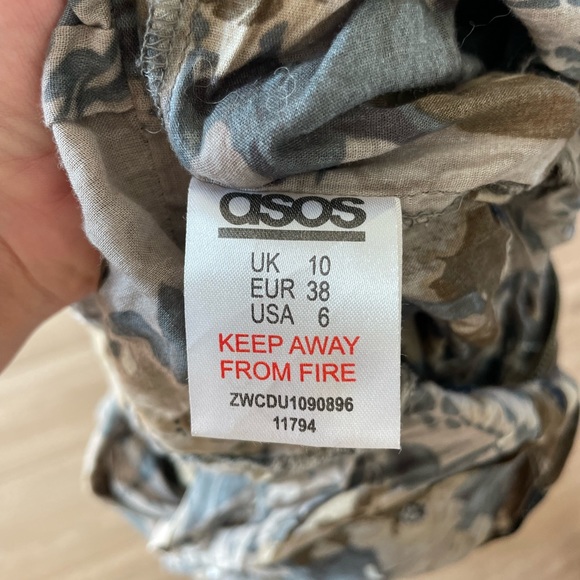 asos
UK 10
EUR 38
USA 6
KEEP AWAY
FROM FIRE
ZWCDU1090896
11794